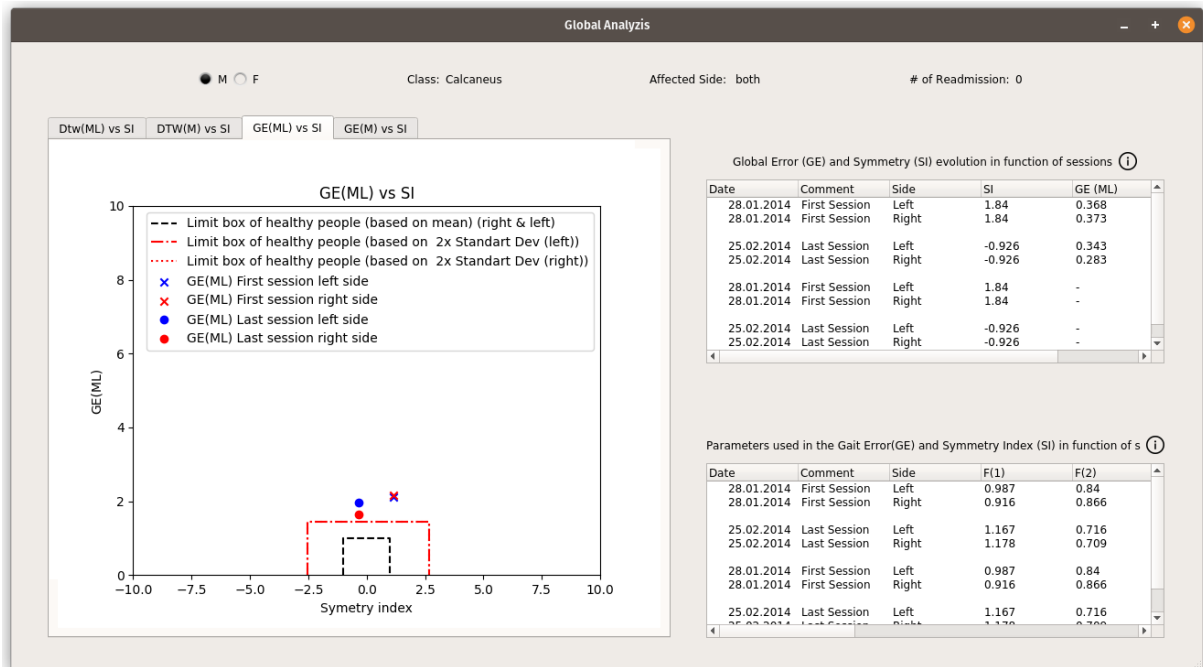 Global Analyzis
M F Class: Calcaneus Affected Side: both # of Readmission: 0
Dtw(ML) vs SI DTW(M) vs SI GE(ML) vs SI GE(M) vs SI
GE(ML) vs SI
10
8
6
4
2
0
GE(ML)
Limit box of healthy people (based on mean) (right & left)
Limit box of healthy people (based on 2x Standart Dev (left))
Limit box of healthy people (based on 2x Standart Dev (right))
GE(ML) First session left side
GE(ML) First session right side
GE(ML) Last session left side
GE(ML) Last session right side
−10.0 −7.5 −5.0 −2.5 0.0 2.5 5.0 7.5 10.0
Symetry index
Global Error (GE) and Symmetry (SI) evolution in function of sessions
Date Comment Side SI GE (ML)
28.01.2014 First Session Left 1.84 0.368
28.01.2014 First Session Right 1.84 0.373
25.02.2014 Last Session Left -0.926 0.343
25.02.2014 Last Session Right -0.926 0.283
28.01.2014 First Session Left 1.84 -
28.01.2014 First Session Right 1.84 -
25.02.2014 Last Session Left -0.926 -
25.02.2014 Last Session Right -0.926 -
Parameters used in the Gait Error(GE) and Symmetry Index (SI) in function of s
Date Comment Side F(1) F(2)
28.01.2014 First Session Left 0.987 0.84
28.01.2014 First Session Right 0.916 0.866
25.02.2014 Last Session Left 1.167 0.716
25.02.2014 Last Session Right 1.178 0.709
28.01.2014 First Session Left 0.987 0.84
28.01.2014 First Session Right 0.916 0.866
25.02.2014 Last Session Left 1.167 0.716
25.02.2014 Last Session Right 1.178 0.709